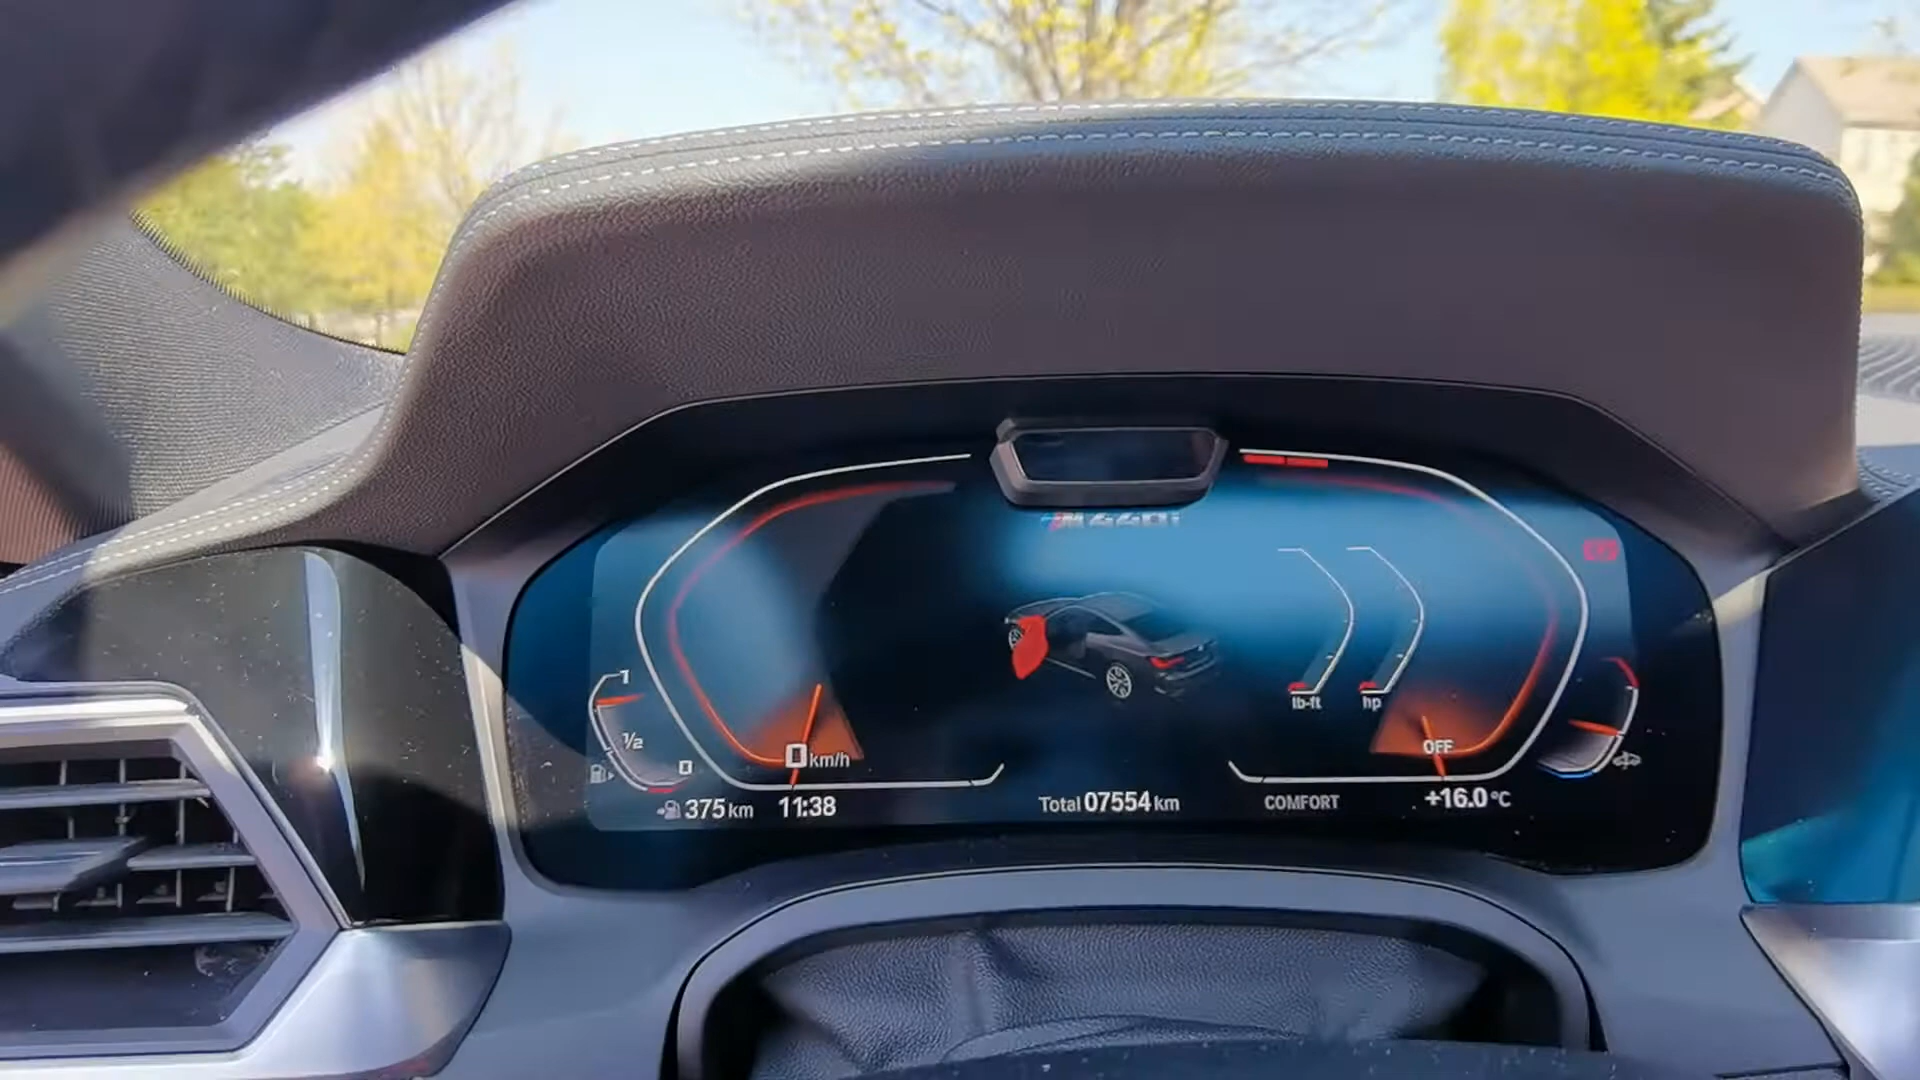 M440i
1
1/2
0
0 km/h
lb-ft hp
OFF
375 km 11:38 Total 07554 km COMFORT +16.0 °C